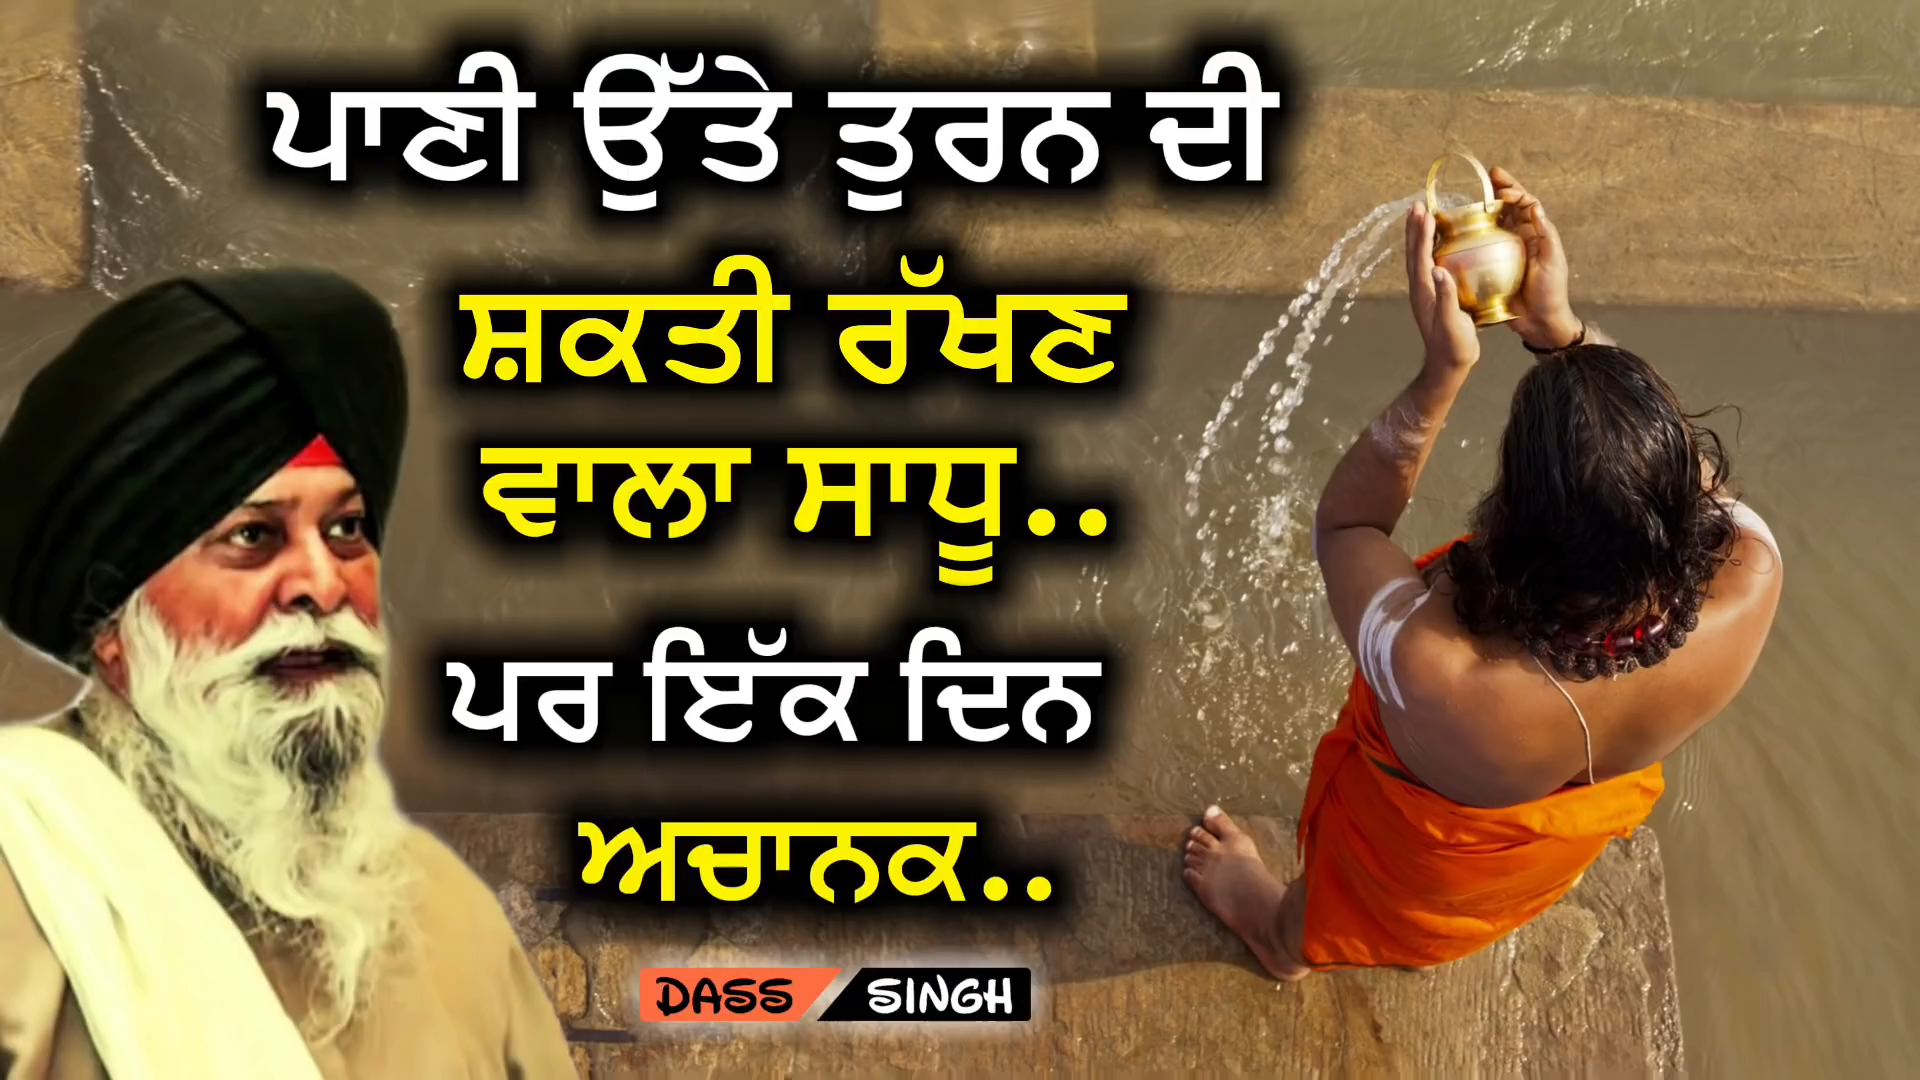 ਪਾਣੀ ਉੱਤੇ ਤੁਰਨ ਦੀ
ਸ਼ਕਤੀ ਰੱਖਣ
ਵਾਲਾ ਸਾਧੂ..
ਪਰ ਇੱਕ ਦਿਨ
ਅਚਾਨਕ..
DASS SINGH